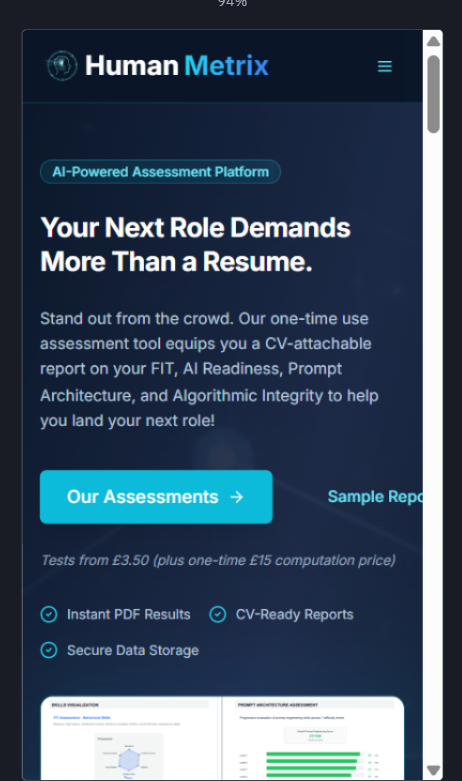 94%
Human Metrix
AI-Powered Assessment Platform
Your Next Role Demands
More Than a Resume.
Stand out from the crowd. Our one-time use
assessment tool equips you a CV-attachable
report on your FIT, AI Readiness, Prompt
Architecture, and Algorithmic Integrity to help
you land your next role!
Our Assessments → Sample Repo
Tests from £3.50 (plus one-time £15 computation price)
Instant PDF Results CV-Ready Reports
Secure Data Storage
SKILLS VISUALIZATION PROMPT ARCHITECTURE ASSESSMENT